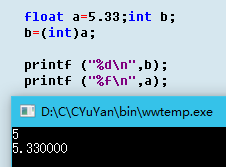 float a=5.33;int b;
b=(int)a;
printf ("%d\n",b);
printf ("%f\n",a);
D:\C\CYuYan\bin\wwtemp.exe
5
5.330000